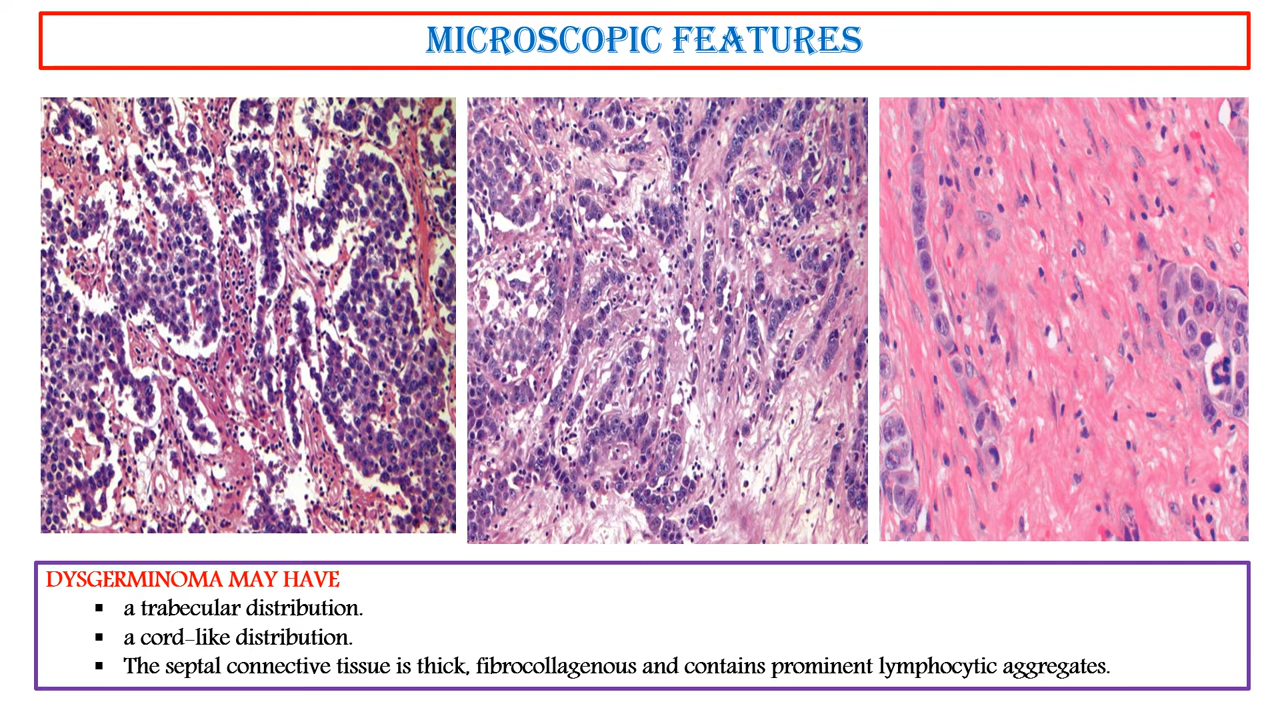 MICROSCOPIC FEATURES
DYSGERMINOMA MAY HAVE
▪ a trabecular distribution.
▪ a cord-like distribution.
▪ The septal connective tissue is thick, fibrocollagenous and contains prominent lymphocytic aggregates.